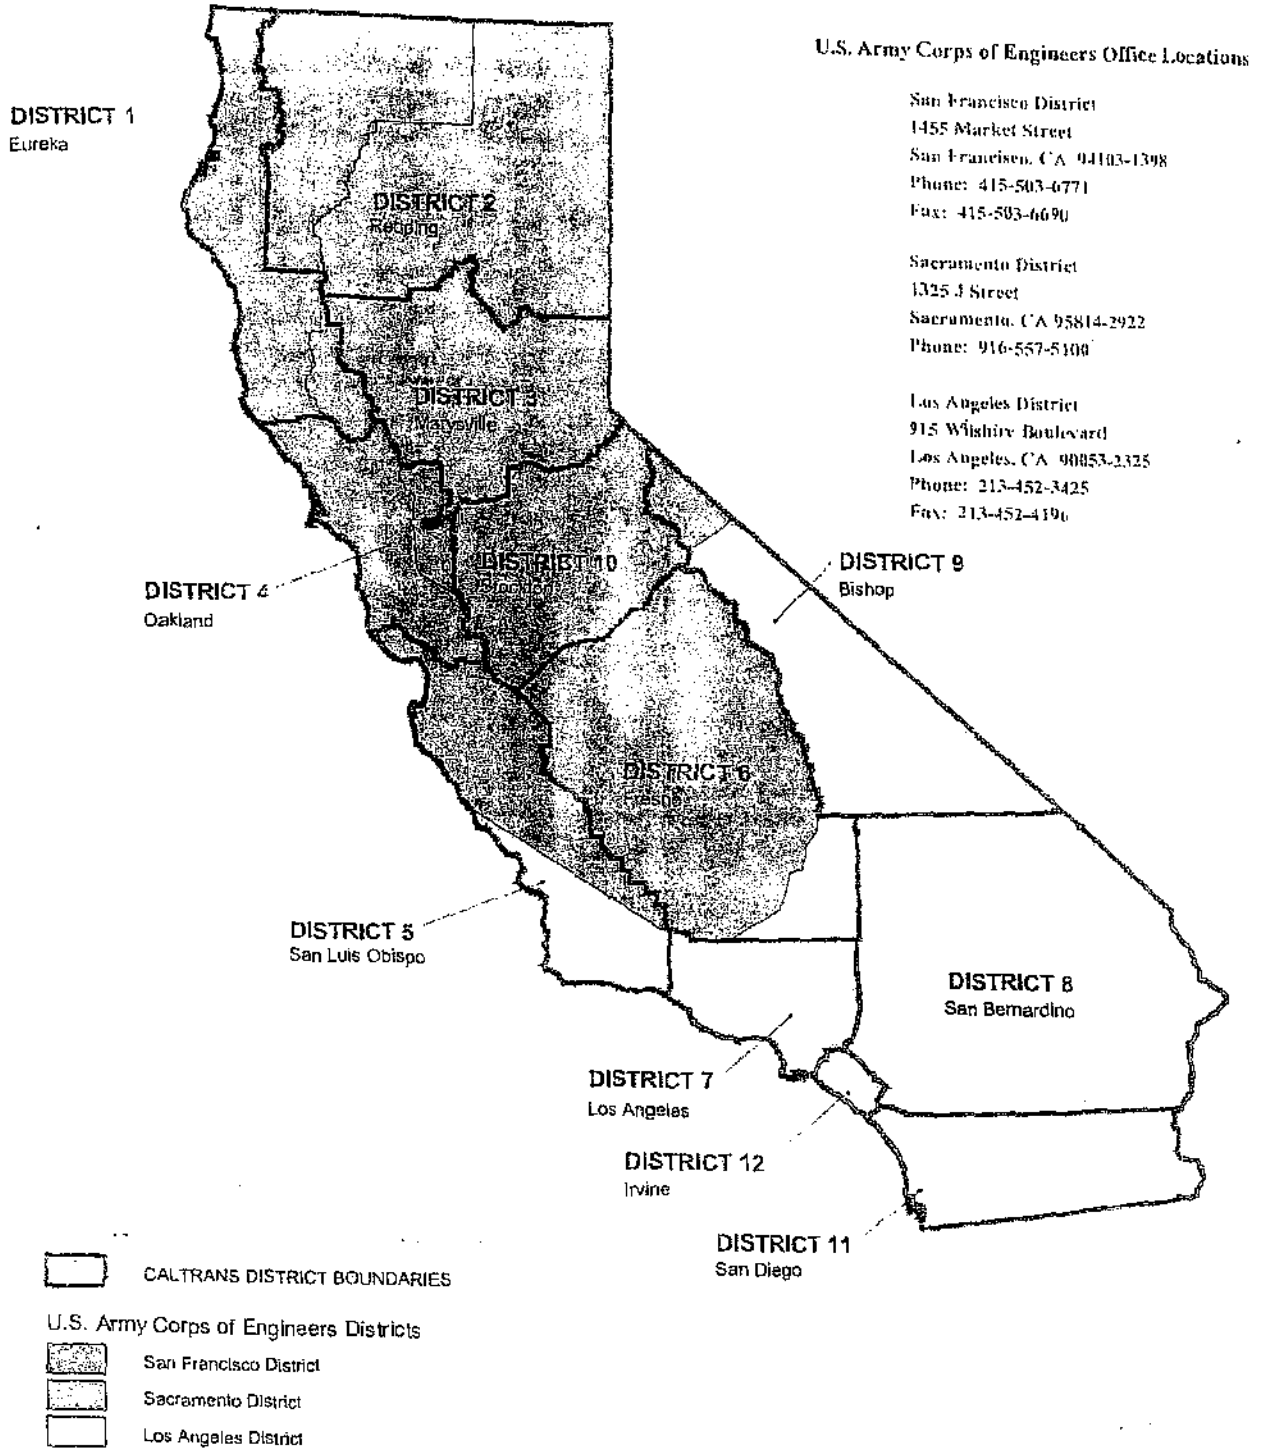 U.S. Army Corps of Engineers Office Locations
San Francisco District
1455 Market Street
San Francisco, CA 94103-1398
Phone: 415-503-6771
Fax: 415-503-6690
Sacramento District
1325 J Street
Sacramento, CA 95814-2922
Phone: 916-557-5100
Los Angeles District
915 Wilshire Boulevard
Los Angeles, CA 90053-2325
Phone: 213-452-3425
Fax: 213-452-4196
DISTRICT 1
Eureka
DISTRICT 2
Redding
DISTRICT 3
Marysville
DISTRICT 10
Stockton
DISTRICT 9
Bishop
DISTRICT 4
Oakland
DISTRICT 6
Fresno
DISTRICT 5
San Luis Obispo
DISTRICT 8
San Bernardino
DISTRICT 7
Los Angeles
DISTRICT 12
Irvine
DISTRICT 11
San Diego
CALTRANS DISTRICT BOUNDARIES
U.S. Army Corps of Engineers Districts
San Francisco District
Sacramento District
Los Angeles District